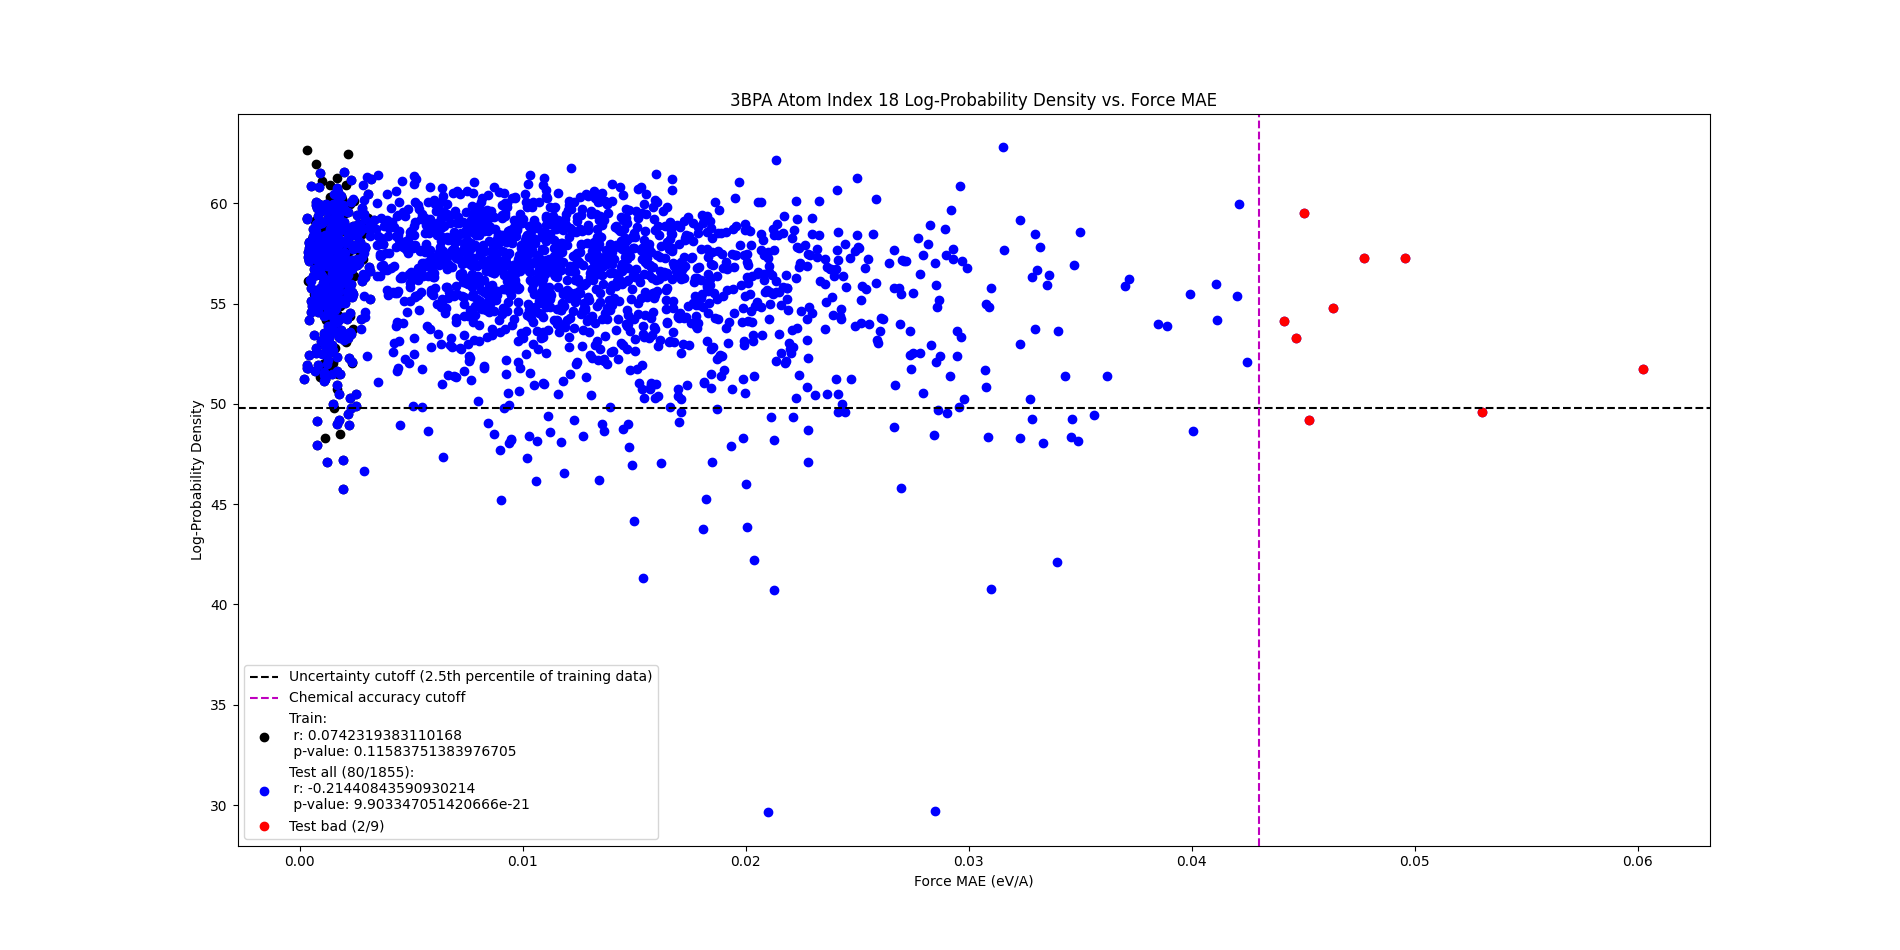 3BPA Atom Index 18 Log-Probability Density vs. Force MAE
Log-Probability Density
60
55
50
45
40
35
30
Uncertainty cutoff (2.5th percentile of training data)
Chemical accuracy cutoff
Train:
r: 0.0742319383110168
p-value: 0.11583751383976705
Test all (80/1855):
r: -0.21440843590930214
p-value: 9.903347051420666e-21
Test bad (2/9)
0.00 0.01 0.02 0.03 0.04 0.05 0.06
Force MAE (eV/A)